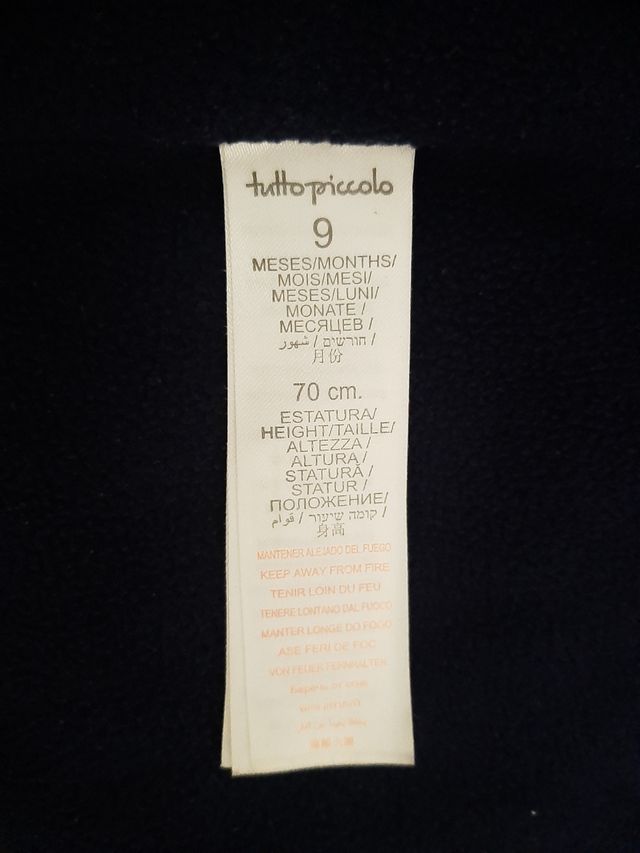 tuttopiccolo
9
MESES/MONTHS/
MOIS/MESI/
MESES/LUNI/
MONATE /
МЕСЯЦЕВ /
חורשים / شهور /
月份
70 cm.
ESTATURA/
HEIGHT/TAILLE/
ALTEZZA /
ALTURA /
STATURĂ /
STATUR /
ПОЛОЖЕНИЕ/
קומה שיעור / قوام /
身高
MANTENER ALEJADO DEL FUEGO
KEEP AWAY FROM FIRE
TENIR LOIN DU FEU
TENERE LONTANO DAL FUOCO
MANTER LONGE DO FOGO
ASE FERI DE FOC
VON FEUER FERNHALTEN